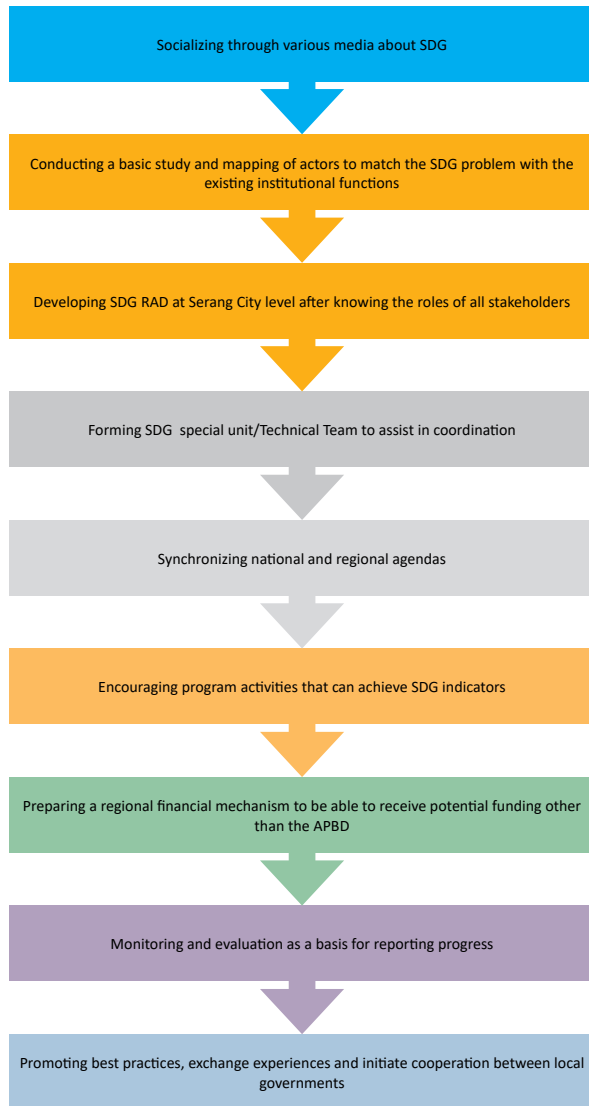 Socializing through various media about SDG
Conducting a basic study and mapping of actors to match the SDG problem with the
existing institutional functions
Developing SDG RAD at Serang City level after knowing the roles of all stakeholders
Forming SDG  special unit/Technical Team to assist in coordination
Synchronizing national and regional agendas
Encouraging program activities that can achieve SDG indicators
Preparing a regional financial mechanism to be able to receive potential funding other
than the APBD
Monitoring and evaluation as a basis for reporting progress
Promoting best practices, exchange experiences and initiate cooperation between local
governments